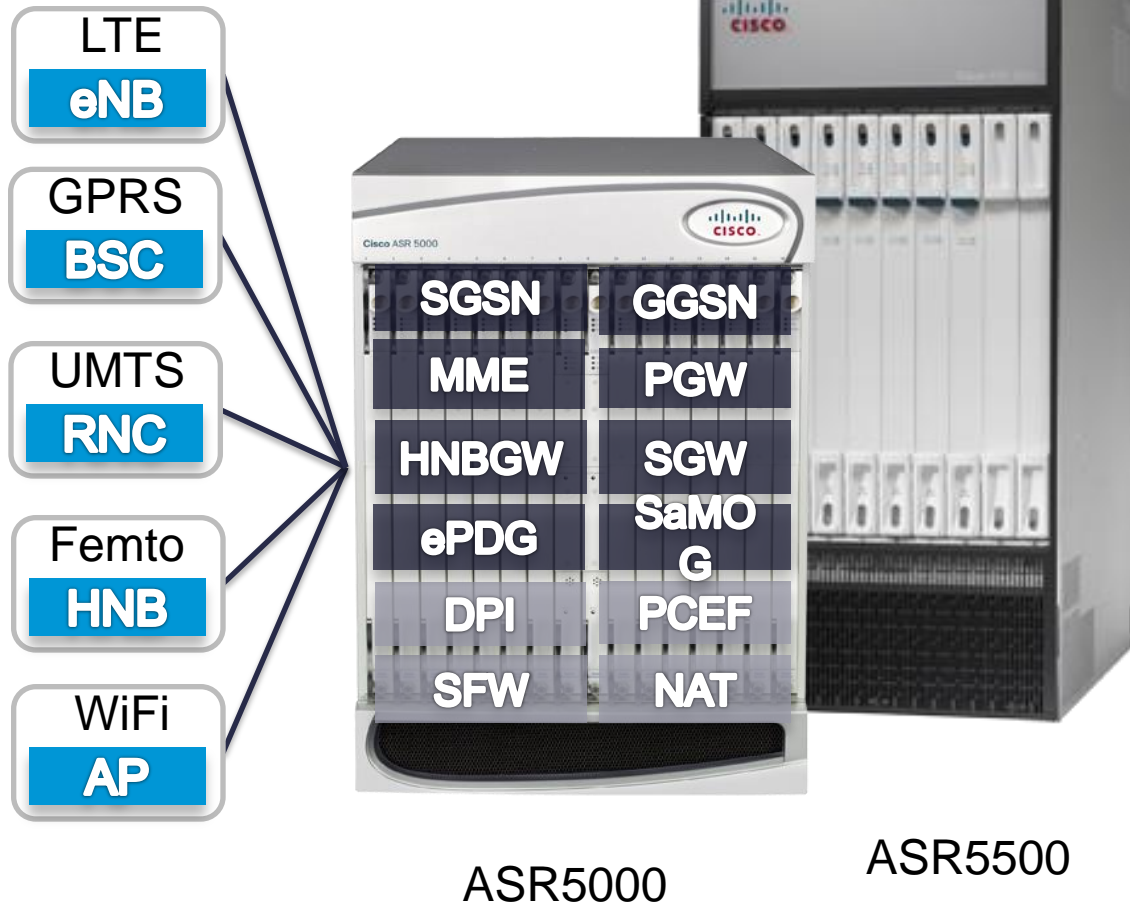 LTE
eNB
GPRS
BSC
UMTS
RNC
Femto
HNB
WiFi
AP
CISCO
CISCO.
Cisco ASR 5000
SGSN
GGSN
MME
PGW
HNBGW
SGW
ePDG
SaMO
G
DPI
PCEF
SFW
NAT
ASR5000
ASR5500